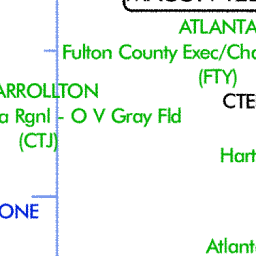 ATLANTA
Fulton County Exec/Cha
(FTY)
ARROLLTON
a Rgnl - O V Gray Fld
(CTJ)
CTE
Hart
ONE
Atlant